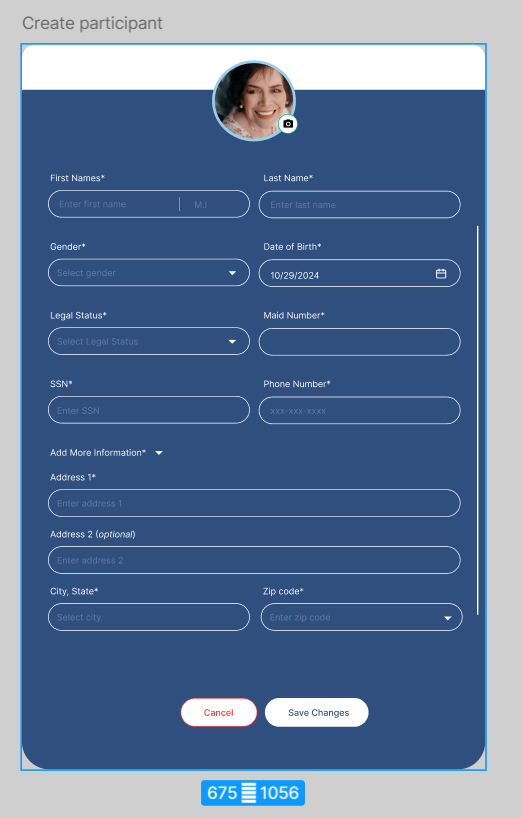 Create participant
First Names* Last Name*
Enter first name M.I Enter last name
Gender* Date of Birth*
Select gender 10/29/2024
Legal Status* Maid Number*
Select Legal Status
SSN* Phone Number*
Enter SSN xxx-xxx-xxxx
Add More Information*
Address 1*
Enter address 1
Address 2 (optional)
Enter address 2
City, State* Zip code*
Select city Enter zip code
Cancel Save Changes
675 1056